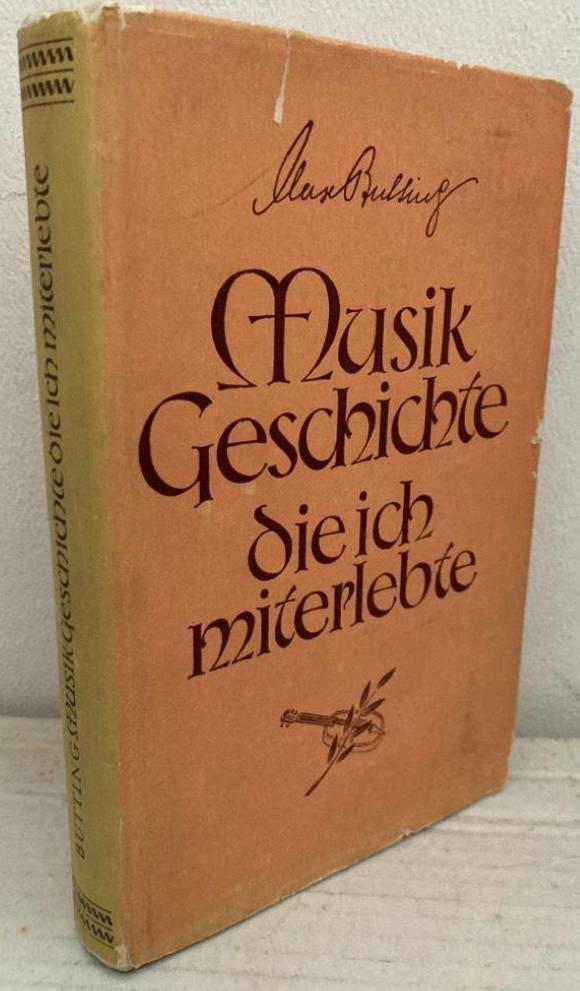 Max Butting
Musik
Geschichte
die ich
miterlebte
BUTTING Musikgeschichte die ich miterlebte